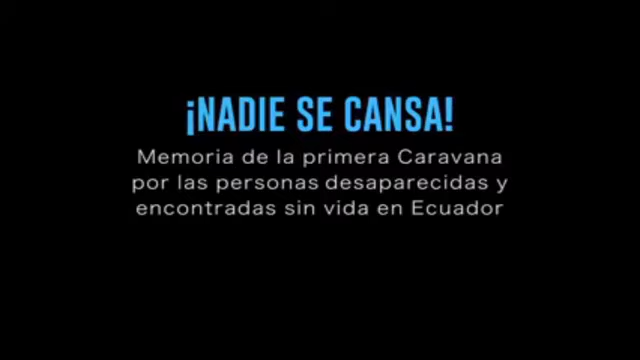 ¡NADIE SE CANSA!
Memoria de la primera Caravana
por las personas desaparecidas y
encontradas sin vida en Ecuador